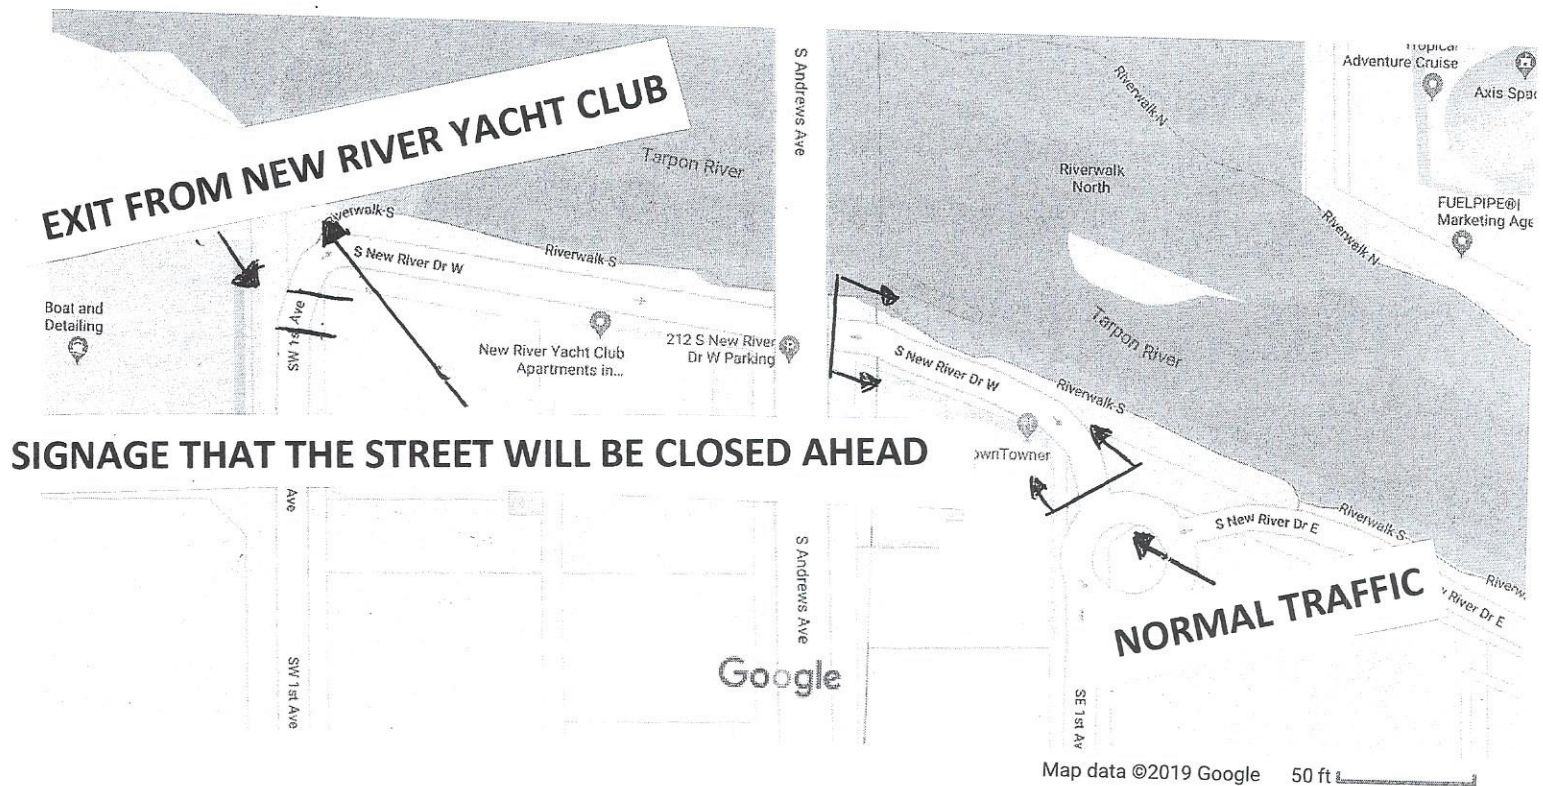 EXIT FROM NEW RIVER YACHT CLUB
S Andrews Ave
Tarpon River
Riverwalk N
Riverwalk
North
Adventure Cruise
Axis
FUELPIPE®|
Marketing
Riverwalk N
Riverwalk S
S New River Dr W
Boat and
Detailing
SW 1st Ave
New River Yacht Club
Apartments in...
212 S New River
Dr W Parking
S New River Dr W
Riverwalk S
Tarpon River
SIGNAGE THAT THE STREET WILL BE CLOSED AHEAD
Ave
S New River Dr E
Riverwalk S
NORMAL TRAFFIC
River Dr E
S Andrews Ave
SW 1st Ave
Google
SE 1st
Map data ©2019 Google 50 ft